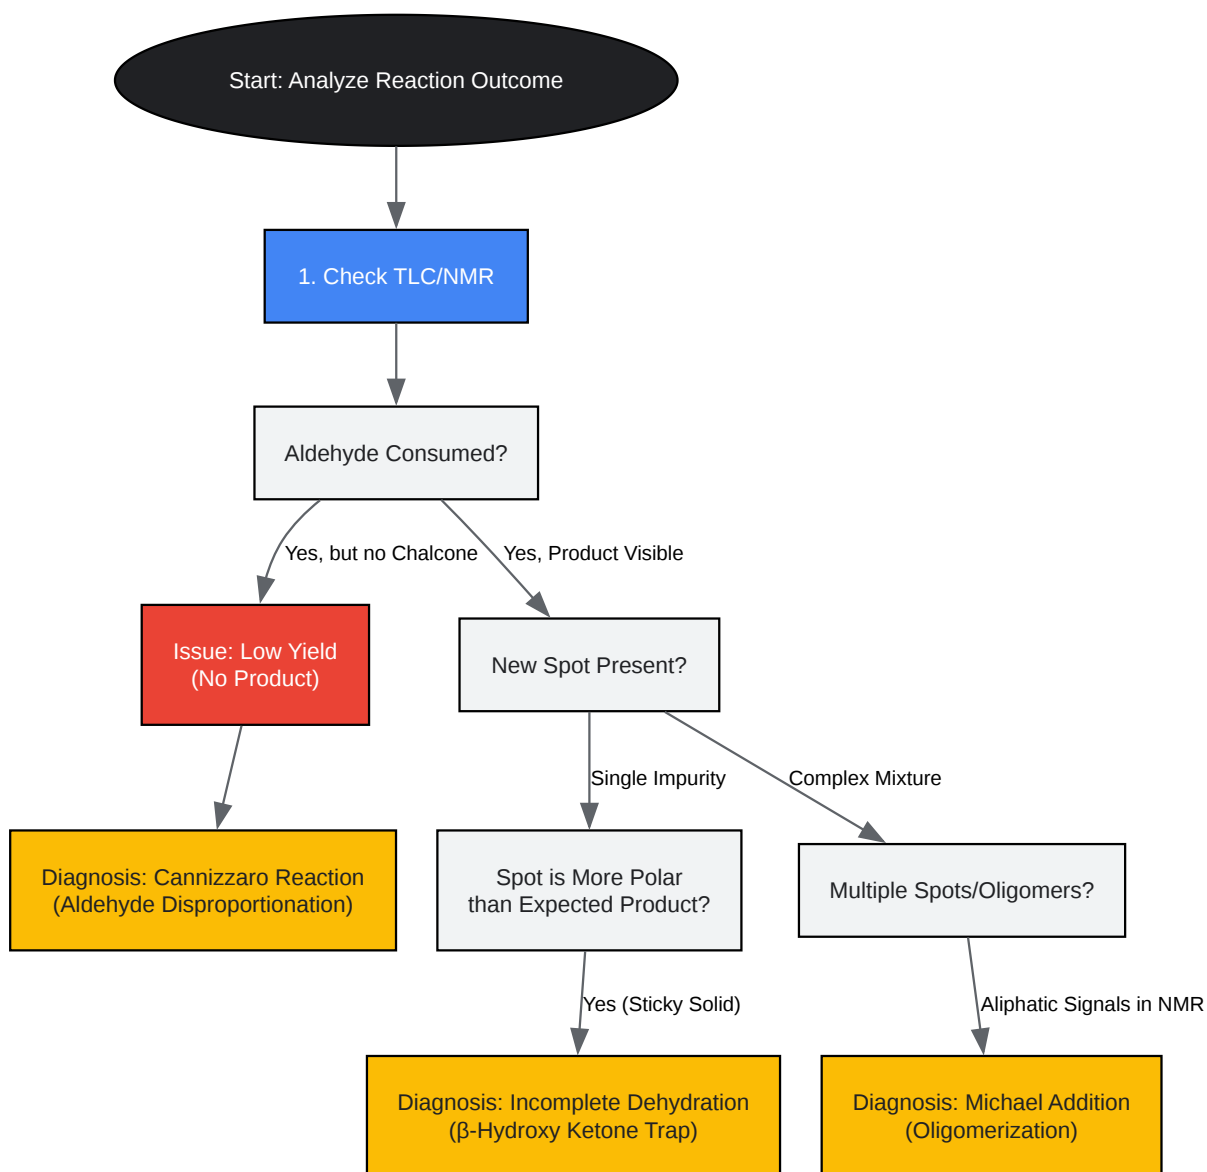 Start: Analyze Reaction Outcome
1. Check TLC/NMR
Aldehyde Consumed?
Yes, but no Chalcone
Yes, Product Visible
Issue: Low Yield
(No Product)
New Spot Present?
Single Impurity
Complex Mixture
Diagnosis: Cannizzaro Reaction
(Aldehyde Disproportionation)
Spot is More Polar
than Expected Product?
Multiple Spots/Oligomers?
Yes (Sticky Solid)
Aliphatic Signals in NMR
Diagnosis: Incomplete Dehydration
(β-Hydroxy Ketone Trap)
Diagnosis: Michael Addition
(Oligomerization)